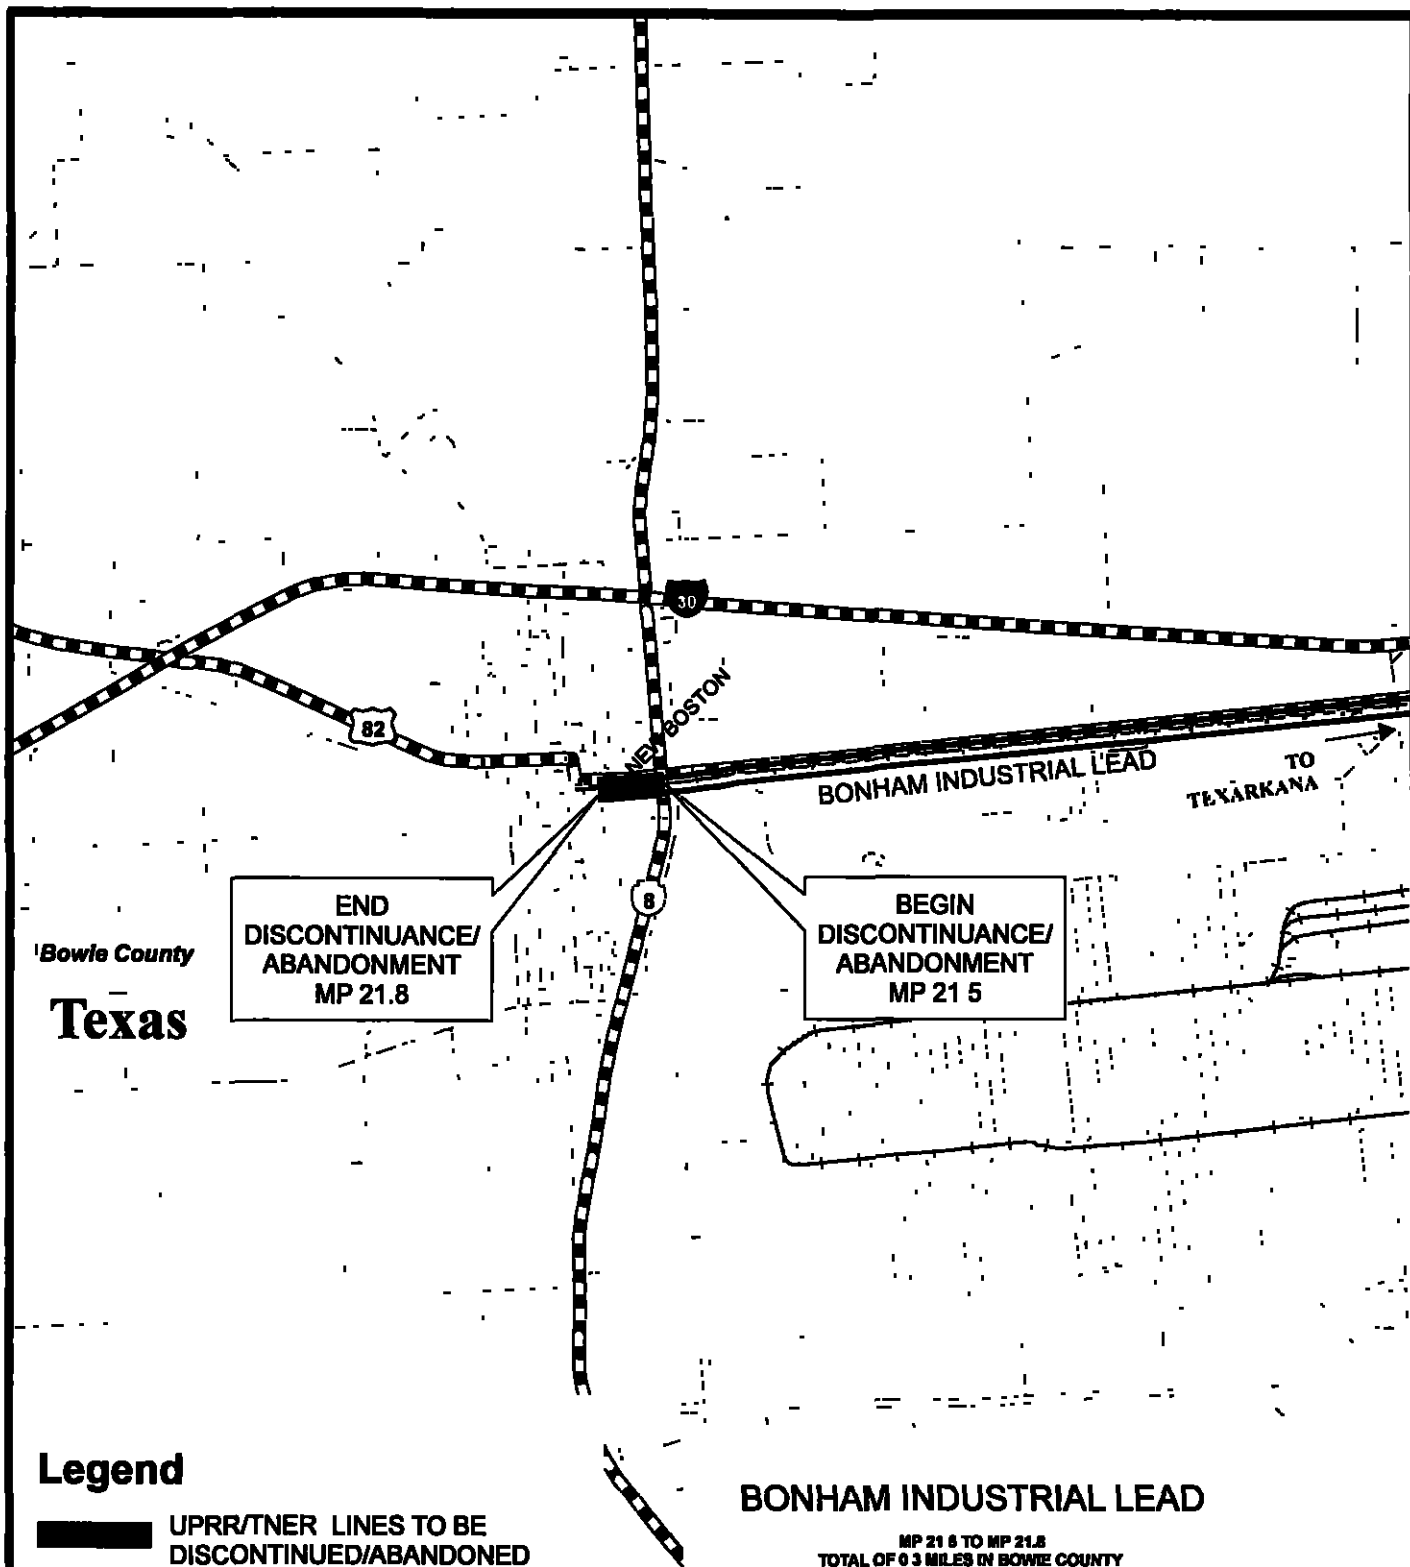 30
82
NEW BOSTON
BONHAM INDUSTRIAL LEAD
TO
TEXARKANA
8
END
DISCONTINUANCE/
ABANDONMENT
MP 21.8
BEGIN
DISCONTINUANCE/
ABANDONMENT
MP 21 5
Bowie County
Texas
Legend
UPRR/TNER LINES TO BE
DISCONTINUED/ABANDONED
BONHAM INDUSTRIAL LEAD
MP 21 5 TO MP 21.8
TOTAL OF 0 3 MILES IN BOWIE COUNTY